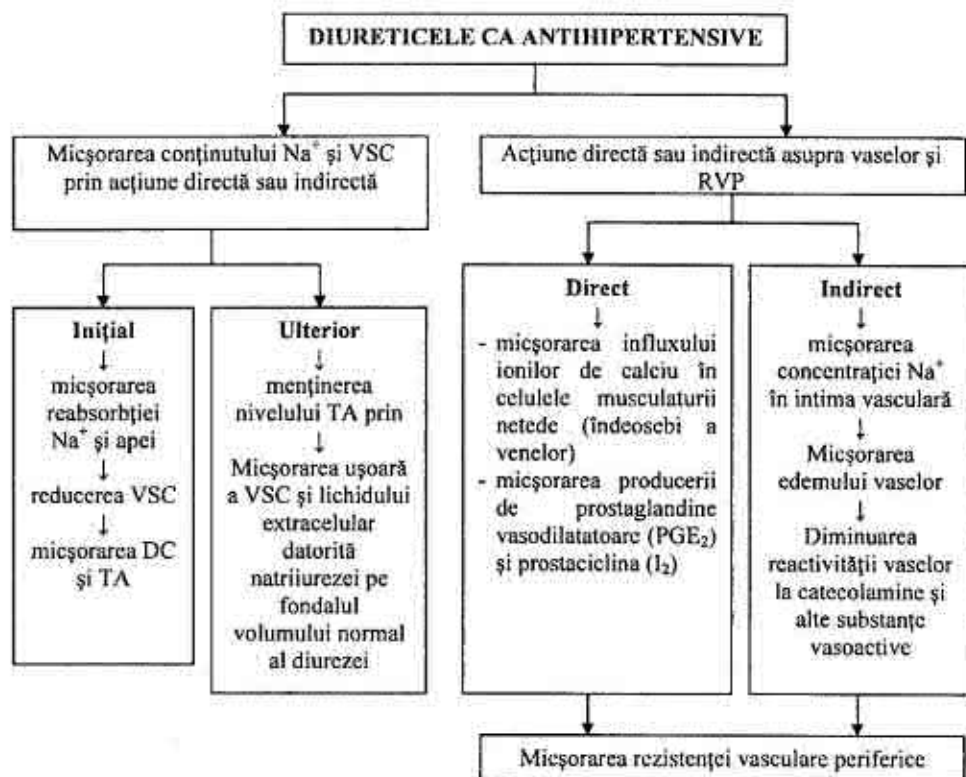 DIURETICELE CA ANTIHIPERTENSIVE
Micşorarea conţinutului Na⁺ şi VSC
prin acţiune directă sau indirectă
Acţiune directă sau indirectă asupra vaselor şi
RVP
Iniţial
↓
micşorarea
reabsorbţiei
Na⁺ şi apei
↓
reducerea VSC
↓
micşorarea DC
şi TA
Ulterior
↓
menţinerea
nivelului TA prin
↓
Micşorarea uşoară
a VSC şi lichidului
extracelular
datorită
natriiurezei pe
fondalul
volumului normal
al diurezei
Direct
↓
- micşorarea influxului
ionilor de calciu în
celulele musculaturii
netede (îndeosebi a
venelor)
- micşorarea producerii
de prostaglandine
vasodilatatoare (PGE₂)
şi prostaciclina (I₂)
Indirect
↓
micşorarea
concentraţiei Na⁺
în intima vasculară
↓
Micşorarea
edemului vaselor
↓
Diminuarea
reactivităţii vaselor
la catecolamine şi
alte substanţe
vasoactive
Micşorarea rezistenţei vasculare periferice